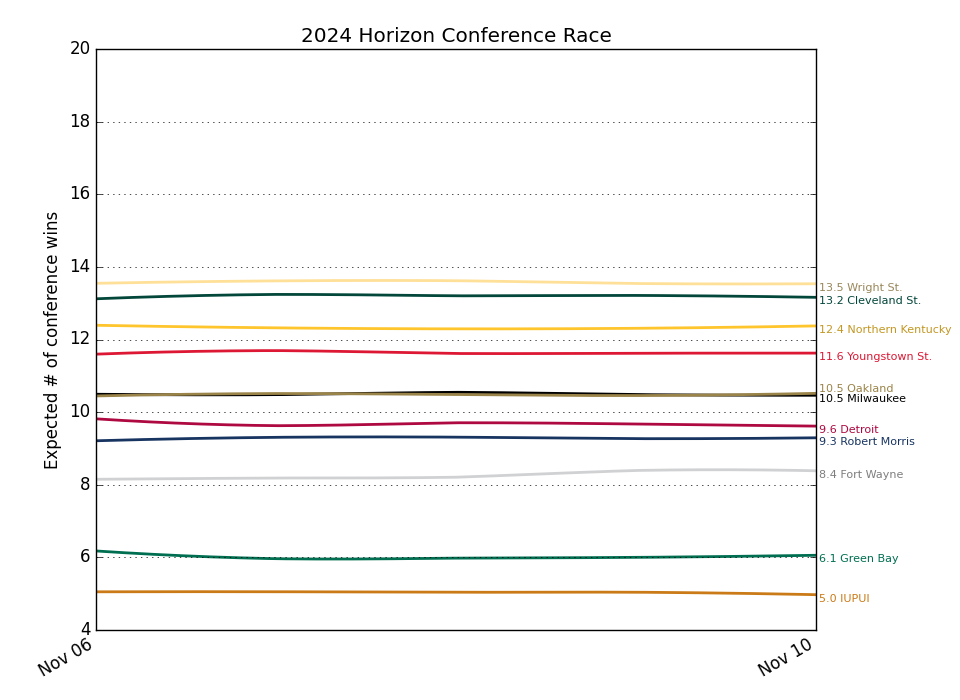 2024 Horizon Conference Race
Expected # of conference wins
20
18
16
14
12
10
8
6
4
Nov 06
Nov 10
13.5 Wright St.
13.2 Cleveland St.
12.4 Northern Kentucky
11.6 Youngstown St.
10.5 Oakland
10.5 Milwaukee
9.6 Detroit
9.3 Robert Morris
8.4 Fort Wayne
6.1 Green Bay
5.0 IUPUI